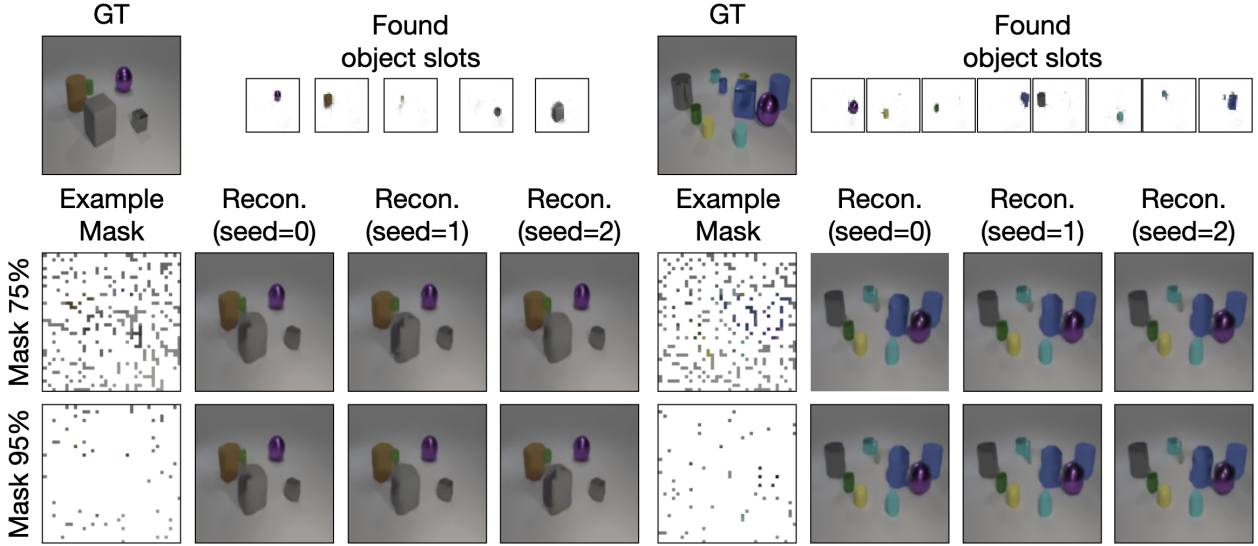 GT
Found
object slots
GT
Found
object slots
Example
Mask
Recon.
(seed=0)
Recon.
(seed=1)
Recon.
(seed=2)
Example
Mask
Recon.
(seed=0)
Recon.
(seed=1)
Recon.
(seed=2)
Mask 75%
Mask 95%